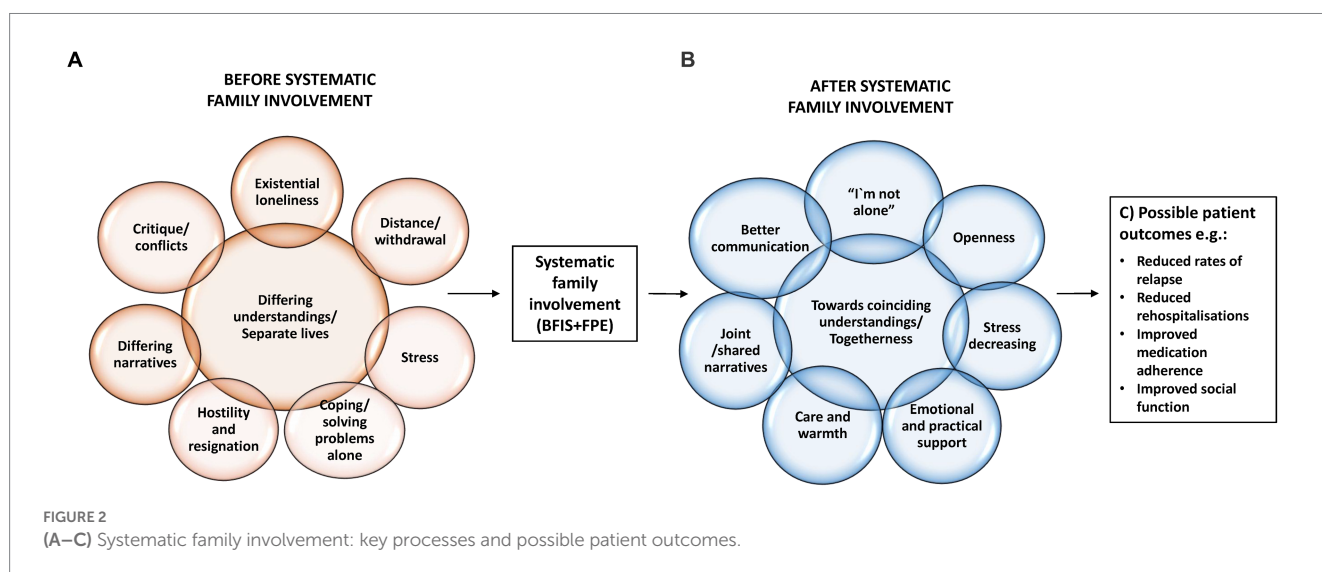 A
BEFORE SYSTEMATIC
FAMILY INVOLVEMENT
Existential
loneliness
Distance/
withdrawal
Stress
Coping/
solving
problems
alone
Hostility
and
resignation
Differing
narratives
Critique/
conflicts
Differing
understandings/
Separate lives
Systematic
family
involvement
(BFIS+FPE)
B
AFTER SYSTEMATIC
FAMILY INVOLVEMENT
"I`m not
alone"
Openness
Stress
decreasing
Emotional
and practical
support
Care and
warmth
Joint
/shared
narratives
Better
communication
Towards coinciding
understandings/
Togetherness
C) Possible patient
outcomes e.g.:
• Reduced rates of
relapse
• Reduced
rehospitalisations
• Improved
medication
adherence
• Improved social
function
FIGURE 2
(A–C) Systematic family involvement: key processes and possible patient outcomes.